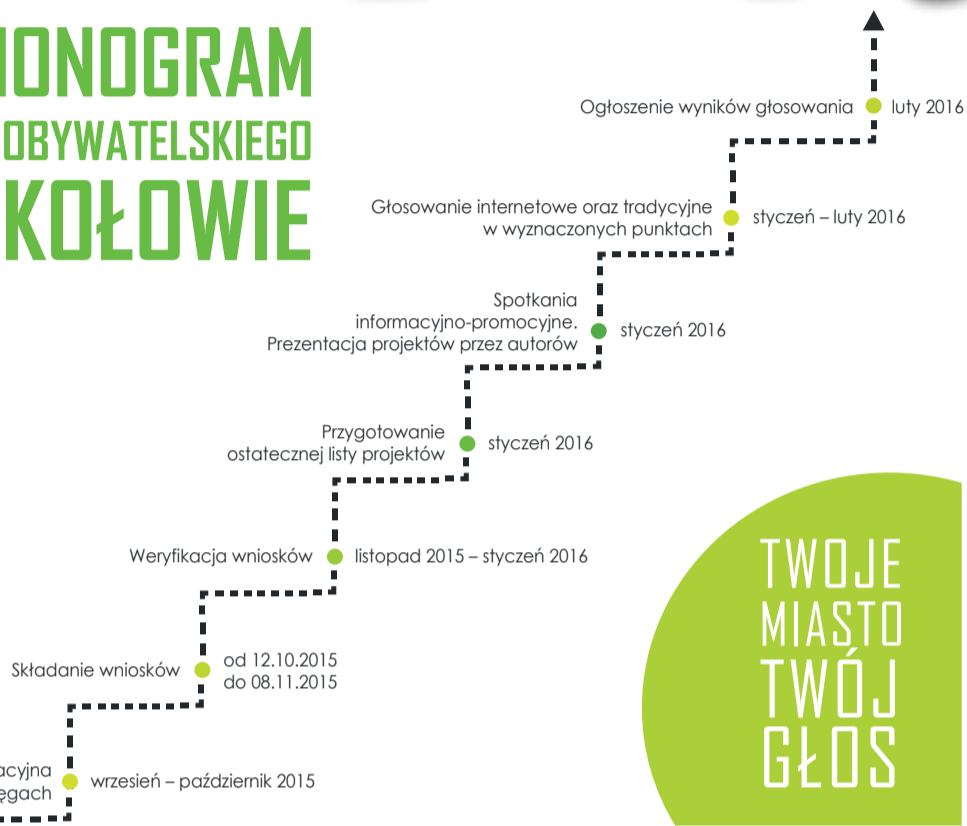 HONOGRAM
OBYWATELSKIEGO
KOŁOWIE
Ogłoszenie wyników głosowania luty 2016
Głosowanie internetowe oraz tradycyjne
w wyznaczonych punktach
styczeń – luty 2016
Spotkania
informacyjno-promocyjne.
Prezentacja projektów przez autorów
styczeń 2016
Przygotowanie
ostatecznej listy projektów
styczeń 2016
Weryfikacja wniosków listopad 2015 – styczeń 2016
Składanie wniosków
od 12.10.2015
do 08.11.2015
acyjna
ęgach
wrzesień – październik 2015
TWOJE
MIASTO
TWÓJ
GŁOS